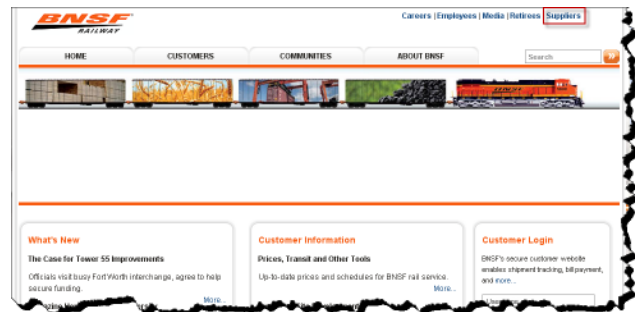 BNSF
RAILWAY
Careers | Employees | Media | Retirees | Suppliers
HOME CUSTOMERS COMMUNITIES ABOUT BNSF Search
What's New
The Case for Tower 55 Improvements
Officials visit busy Fort Worth interchange, agree to help
secure funding.
More...
Customer Information
Prices, Transit and Other Tools
Up-to-date prices and schedules for BNSF rail service.
More...
Customer Login
BNSF's secure customer website
enables shipment tracking, bill payment,
and more...